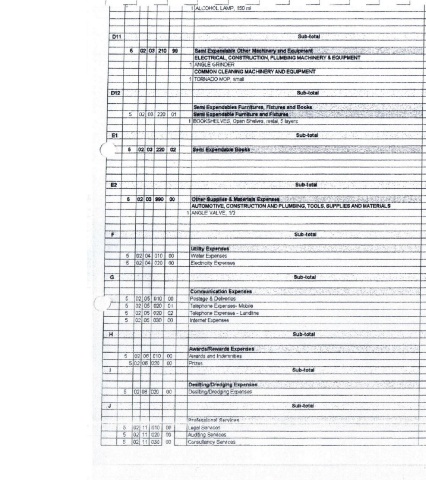 1 ALCOHOL LAMP, 150 ml
D11 Sub-total
5 02 03 210 99 Semi Expendable Other Machinery and Equipment
ELECTRICAL, CONSTRUCTION, PLUMBING MACHINERY & EQUIPMENT
1 ANGLE GRINDER
COMMON CLEANING MACHINERY AND EQUIPMENT
1 TORNADO MOP, small
D12 Sub-total
Semi Expendables Furnitures, Fixtures and Books
5 02 03 220 01 Semi Expendable Furniture and Fixtures
1 BOOKSHELVES, Open Shelves, metal, 5 layers
E1 Sub-total
5 02 03 220 02 Semi Expendable Books
E2 Sub-total
5 02 03 990 00 Other Supplies & Materials Expenses
AUTOMOTIVE, CONSTRUCTION AND PLUMBING, TOOLS, SUPPLIES AND MATERIALS
1 ANGLE VALVE, 1/2
F Sub-total
Utility Expenses
5 02 04 010 00 Water Expenses
5 02 04 020 00 Electricity Expenses
G Sub-total
Communication Expenses
5 02 05 010 00 Postage & Deliveries
5 02 05 020 01 Telephone Expenses- Mobile
5 02 05 020 02 Telephone Expenses - Landline
5 02 05 030 00 Internet Expenses
H Sub-total
Awards/Rewards Expenses
5 02 06 010 00 Awards and Indemnities
5 02 06 020 00 Prizes
I Sub-total
Desilting/Dredging Expenses
5 02 08 020 00 Desilting/Dredging Expenses
J Sub-total
Professional Services
5 02 11 010 00 Legal Services
5 02 11 020 00 Auditing Services
5 02 11 030 00 Consultancy Services